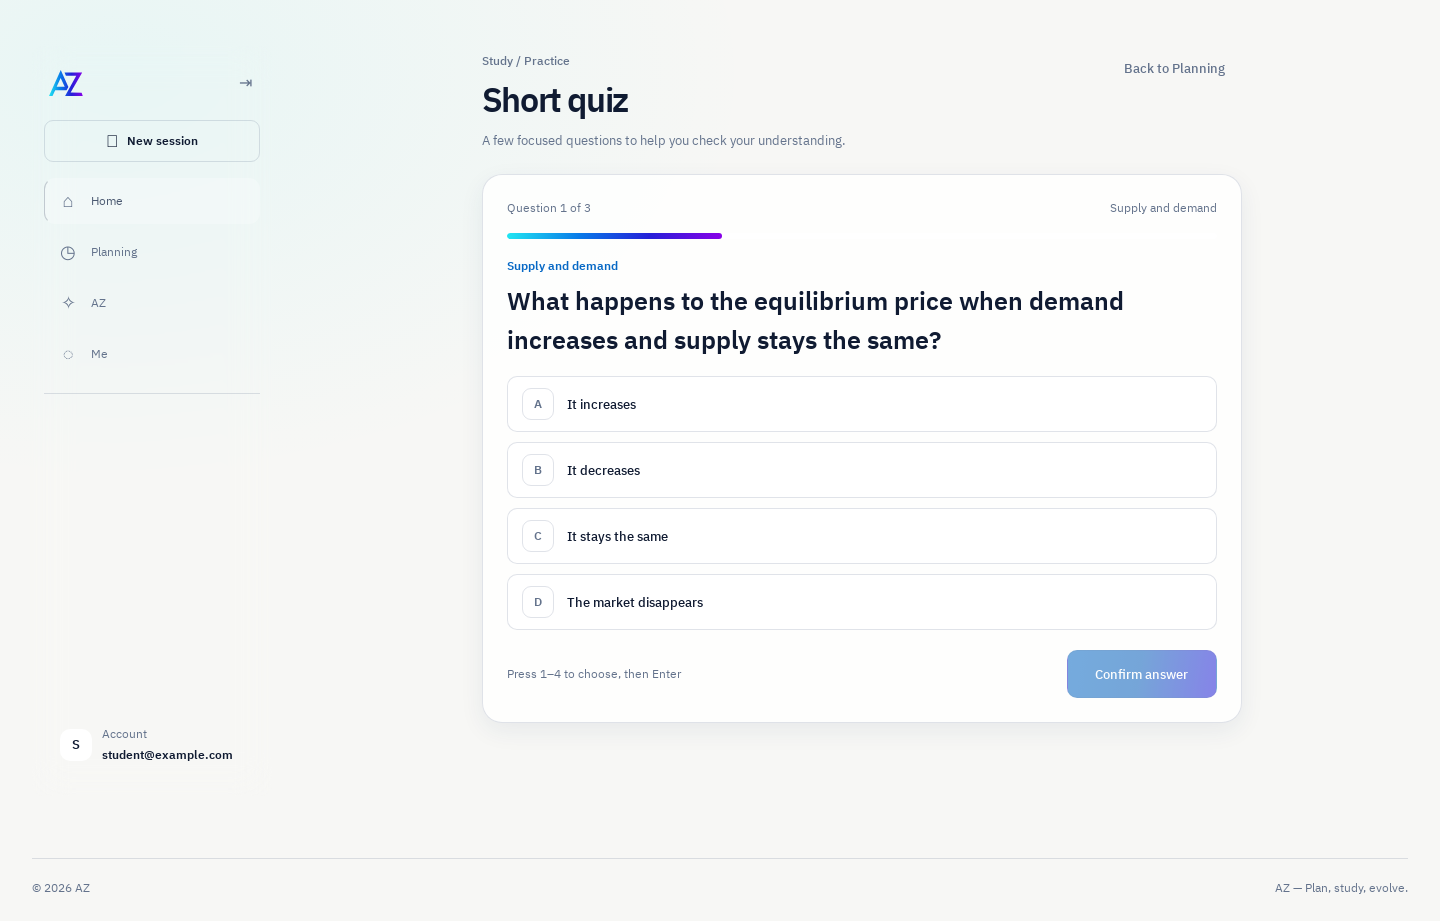 AZ
New session
Home
Planning
AZ
Me
Account
S
student@example.com
Study / Practice
Back to Planning
Short quiz
A few focused questions to help you check your understanding.
Question 1 of 3
Supply and demand
Supply and demand
What happens to the equilibrium price when demand
increases and supply stays the same?
A It increases
B It decreases
C It stays the same
D The market disappears
Press 1–4 to choose, then Enter
Confirm answer
© 2026 AZ
AZ — Plan, study, evolve.